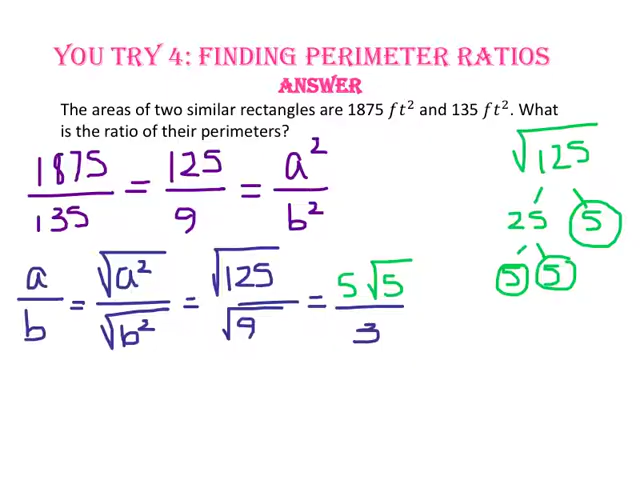 YOU TRY 4: FINDING PERIMETER RATIOS
ANSWER
The areas of two similar rectangles are 1875 𝑓𝑡² and 135 𝑓𝑡². What
is the ratio of their perimeters?
1875/135 = 125/9 = a²/b²
a/b = √a²/√b² = √125/√9 = 5√5/3
√125
25 5
5 5